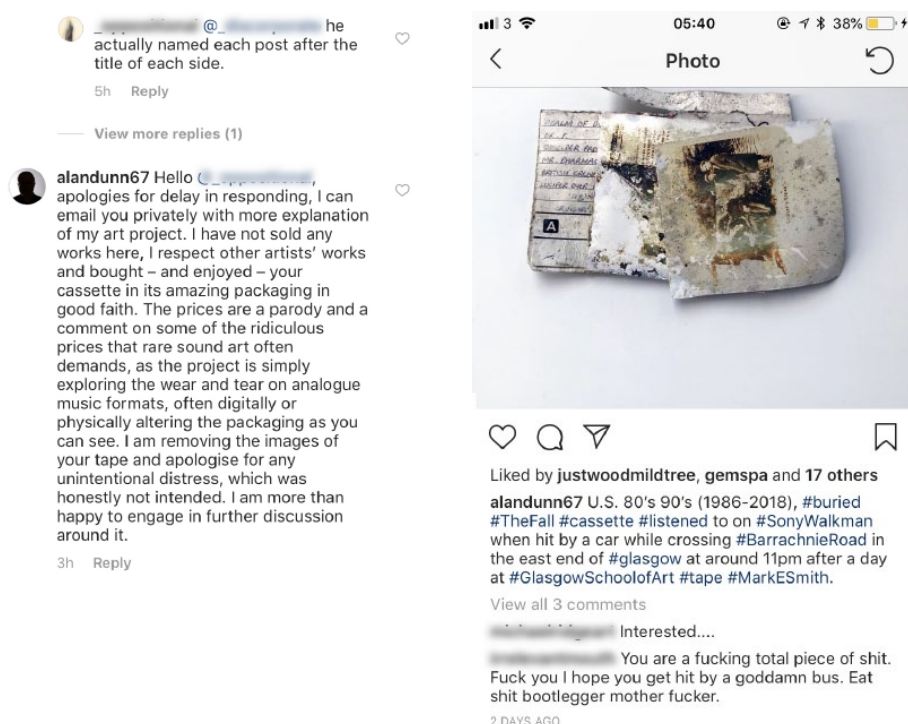 he
actually named each post after the
title of each side.
5h Reply
View more replies (1)
alandunn67 Hello
apologies for delay in responding, I can
email you privately with more explanation
of my art project. I have not sold any
works here, I respect other artists' works
and bought – and enjoyed – your
cassette in its amazing packaging in
good faith. The prices are a parody and a
comment on some of the ridiculous
prices that rare sound art often
demands, as the project is simply
exploring the wear and tear on analogue
music formats, often digitally or
physically altering the packaging as you
can see. I am removing the images of
your tape and apologise for any
unintentional distress, which was
honestly not intended. I am more than
happy to engage in further discussion
around it.
3h Reply
3 05:40 38%
Photo
A
Liked by justwoodmildtree, gemspa and 17 others
alandunn67 U.S. 80's 90's (1986-2018), #buried
#TheFall #cassette #listened to on #SonyWalkman
when hit by a car while crossing #BarrachnieRoad in
the east end of #glasgow at around 11pm after a day
at #GlasgowSchoolofArt #tape #MarkESmith.
View all 3 comments
Interested....
You are a fucking total piece of shit.
Fuck you I hope you get hit by a goddamn bus. Eat
shit bootlegger mother fucker.
2 DAYS AGO